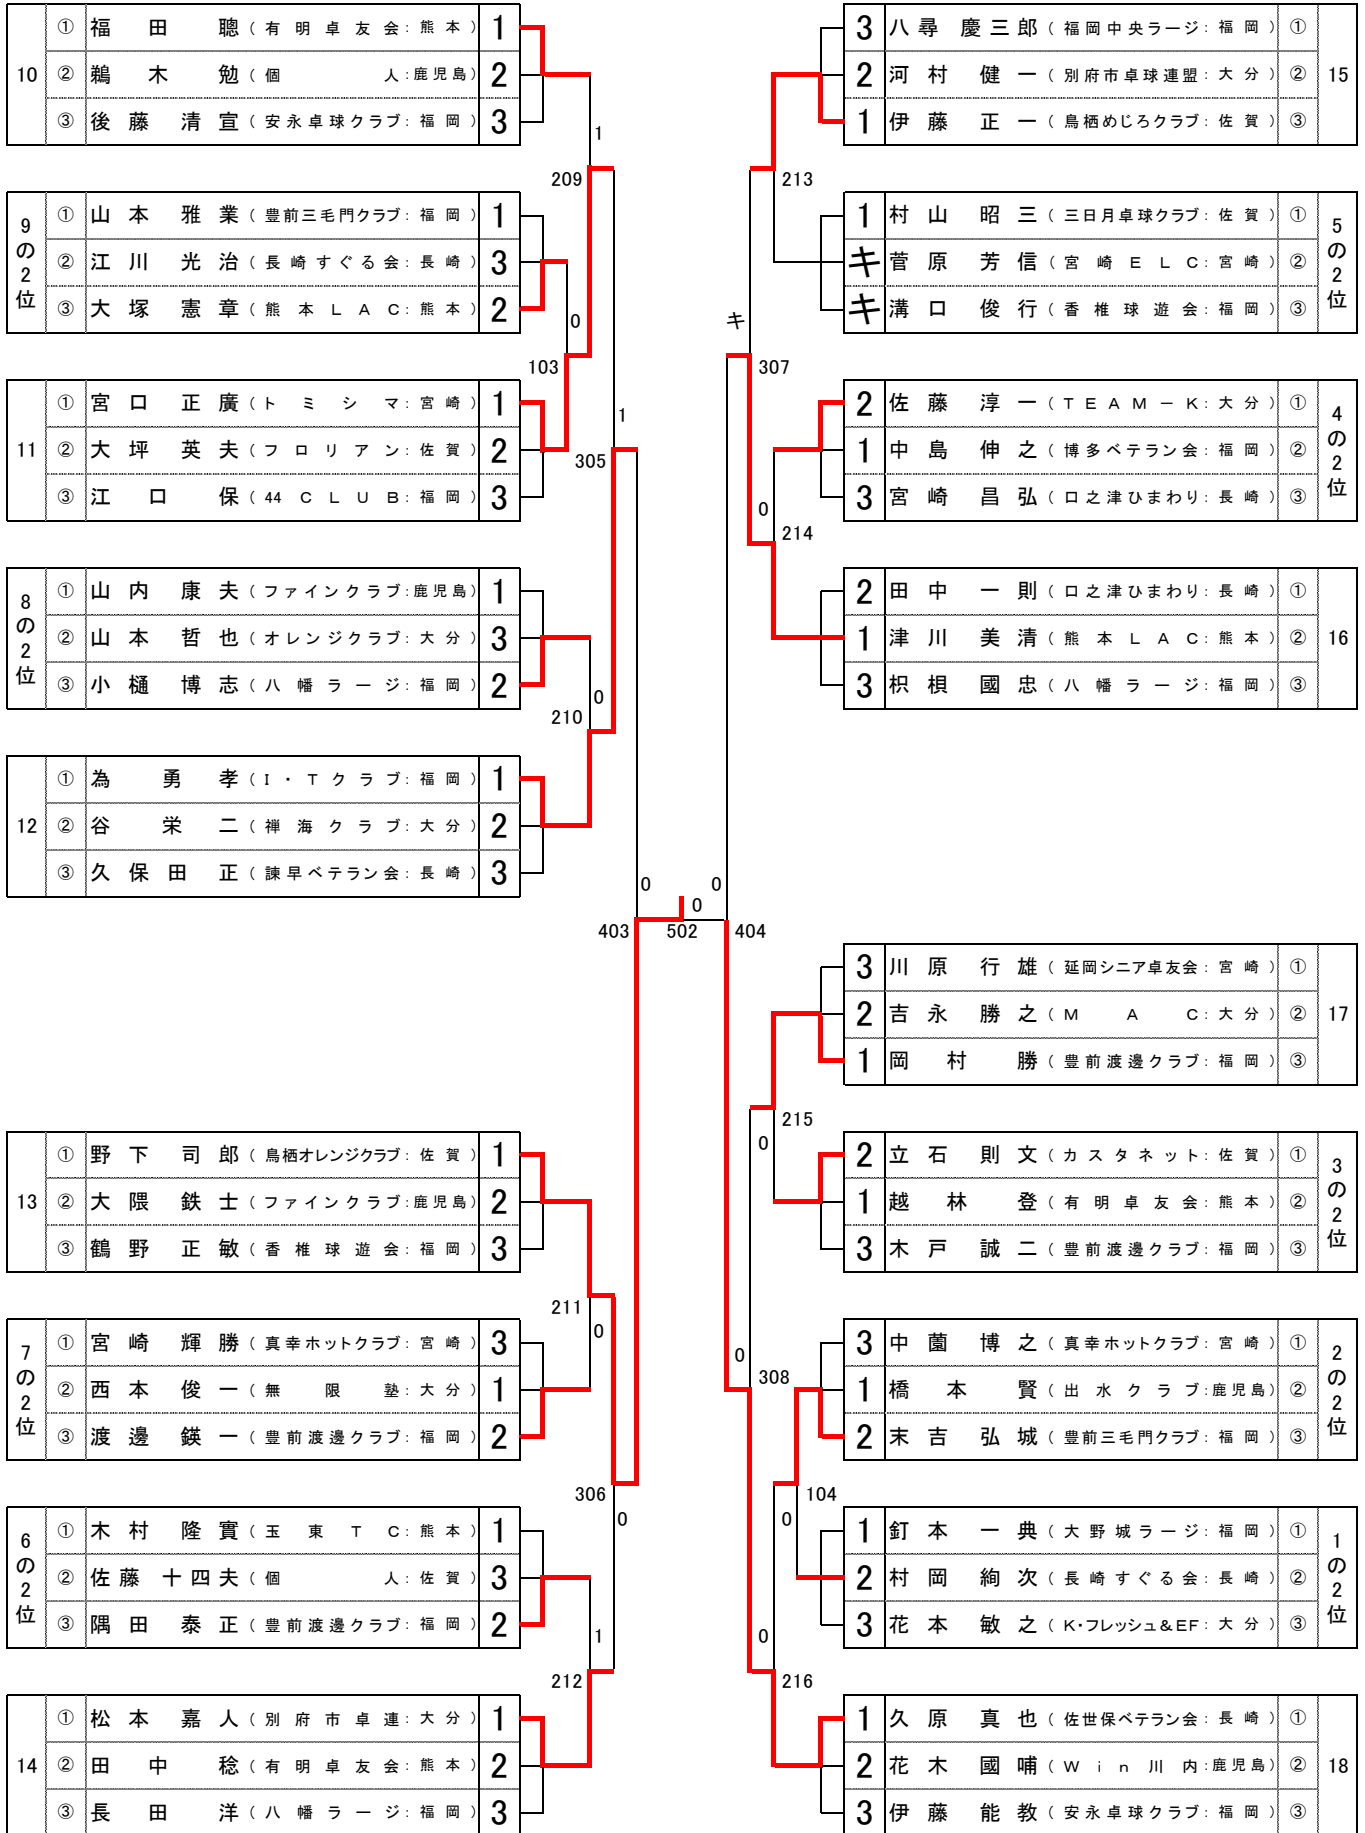 10
① 福田 聰 (有明卓友会:熊本) 1
② 鵜木 勉 (個人:鹿児島) 2
③ 後藤 清宣 (安永卓球クラブ:福岡) 3
1
209
9の2位
① 山本 雅業 (豊前三毛門クラブ:福岡) 1
② 江川 光治 (長崎すぐる会:長崎) 3
③ 大塚 憲章 (熊本LAC:熊本) 2
0
103
11
① 宮口 正廣 (トミシマ:宮崎) 1
② 大坪 英夫 (フロリアン:佐賀) 2
③ 江口 保 (44CLUB:福岡) 3
1
305
8の2位
① 山内 康夫 (ファインクラブ:鹿児島) 1
② 山本 哲也 (オレンジクラブ:大分) 3
③ 小樋 博志 (八幡ラージ:福岡) 2
0
210
12
① 為 勇孝 (I・Tクラブ:福岡) 1
② 谷 栄二 (禅海クラブ:大分) 2
③ 久保田 正 (諫早ベテラン会:長崎) 3
0
0
0
403
502
404
13
① 野下 司郎 (鳥栖オレンジクラブ:佐賀) 1
② 大隈 鉄士 (ファインクラブ:鹿児島) 2
③ 鶴野 正敏 (香椎球遊会:福岡) 3
211
0
7の2位
① 宮崎 輝勝 (真幸ホットクラブ:宮崎) 3
② 西本 俊一 (無限塾:大分) 1
③ 渡邊 鍈一 (豊前渡邊クラブ:福岡) 2
306
0
6の2位
① 木村 隆實 (玉東TC:熊本) 1
② 佐藤 十四夫 (個人:佐賀) 3
③ 隅田 泰正 (豊前渡邊クラブ:福岡) 2
1
212
14
① 松本 嘉人 (別府市卓連:大分) 1
② 田中 稔 (有明卓友会:熊本) 2
③ 長田 洋 (八幡ラージ:福岡) 3
3 八尋 慶三郎 (福岡中央ラージ:福岡) ①
2 河村 健一 (別府市卓球連盟:大分) ②
1 伊藤 正一 (鳥栖めじろクラブ:佐賀) ③
15
213
1 村山 昭三 (三日月卓球クラブ:佐賀) ①
キ 菅原 芳信 (宮崎ELC:宮崎) ②
キ 溝口 俊行 (香椎球遊会:福岡) ③
5の2位
キ
307
2 佐藤 淳一 (TEAM-K:大分) ①
1 中島 伸之 (博多ベテラン会:福岡) ②
3 宮崎 昌弘 (口之津ひまわり:長崎) ③
4の2位
0
214
2 田中 一則 (口之津ひまわり:長崎) ①
1 津川 美清 (熊本LAC:熊本) ②
3 枳椇 國忠 (八幡ラージ:福岡) ③
16
3 川原 行雄 (延岡シニア卓友会:宮崎) ①
2 吉永 勝之 (MAC:大分) ②
1 岡村 勝 (豊前渡邊クラブ:福岡) ③
17
215
0
2 立石 則文 (カスタネット:佐賀) ①
1 越林 登 (有明卓友会:熊本) ②
3 木戸 誠二 (豊前渡邊クラブ:福岡) ③
3の2位
0
308
3 中薗 博之 (真幸ホットクラブ:宮崎) ①
1 橋本 賢 (出水クラブ:鹿児島) ②
2 末吉 弘城 (豊前三毛門クラブ:福岡) ③
2の2位
104
0
1 釘本 一典 (大野城ラージ:福岡) ①
2 村岡 絢次 (長崎すぐる会:長崎) ②
3 花本 敏之 (K・フレッシュ&EF:大分) ③
1の2位
0
216
1 久原 真也 (佐世保ベテラン会:長崎) ①
2 花木 國哺 (Win川内:鹿児島) ②
3 伊藤 能教 (安永卓球クラブ:福岡) ③
18